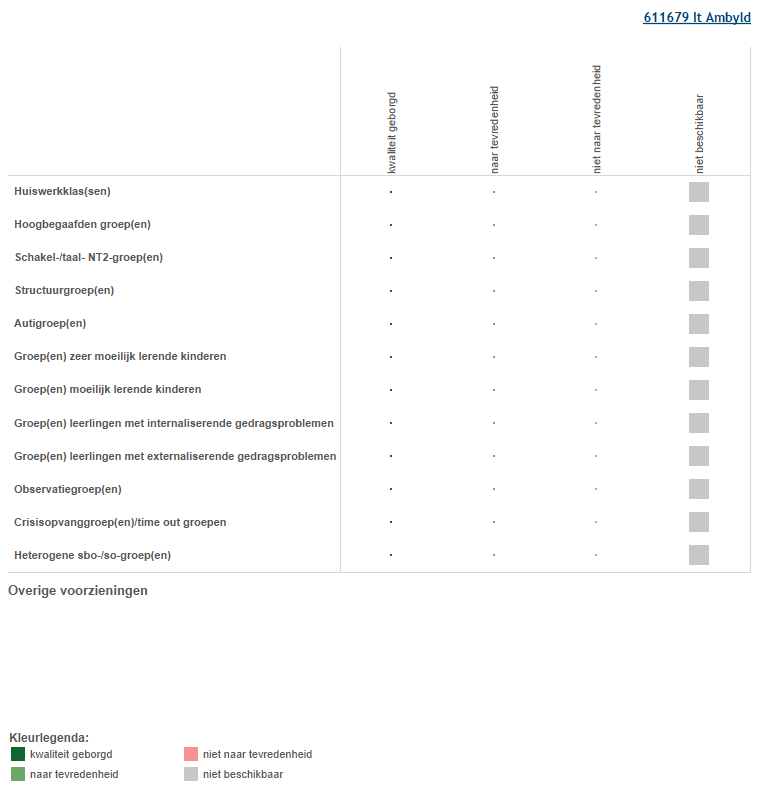 611679 It Ambyld
kwaliteit geborgd
naar tevredenheid
niet naar tevredenheid
niet beschikbaar
Huiswerkklas(sen)
Hoogbegaafden groep(en)
Schakel-/taal- NT2-groep(en)
Structuurgroep(en)
Autigroep(en)
Groep(en) zeer moeilijk lerende kinderen
Groep(en) moeilijk lerende kinderen
Groep(en) leerlingen met internaliserende gedragsproblemen
Groep(en) leerlingen met externaliserende gedragsproblemen
Observatiegroep(en)
Crisisopvanggroep(en)/time out groepen
Heterogene sbo-/so-groep(en)
Overige voorzieningen
Kleurlegenda:
kwaliteit geborgd
niet naar tevredenheid
naar tevredenheid
niet beschikbaar